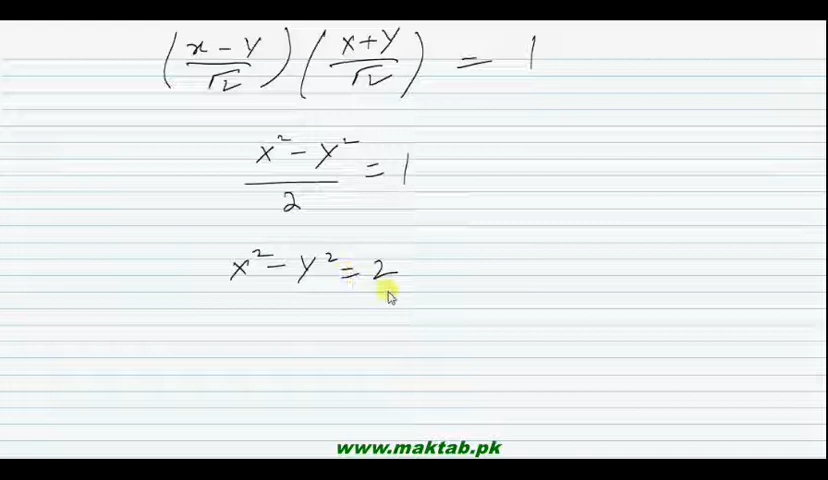 (x - y / √2) (x + y / √2) = 1
x² - y² / 2 = 1
x² - y² = 2
www.maktab.pk